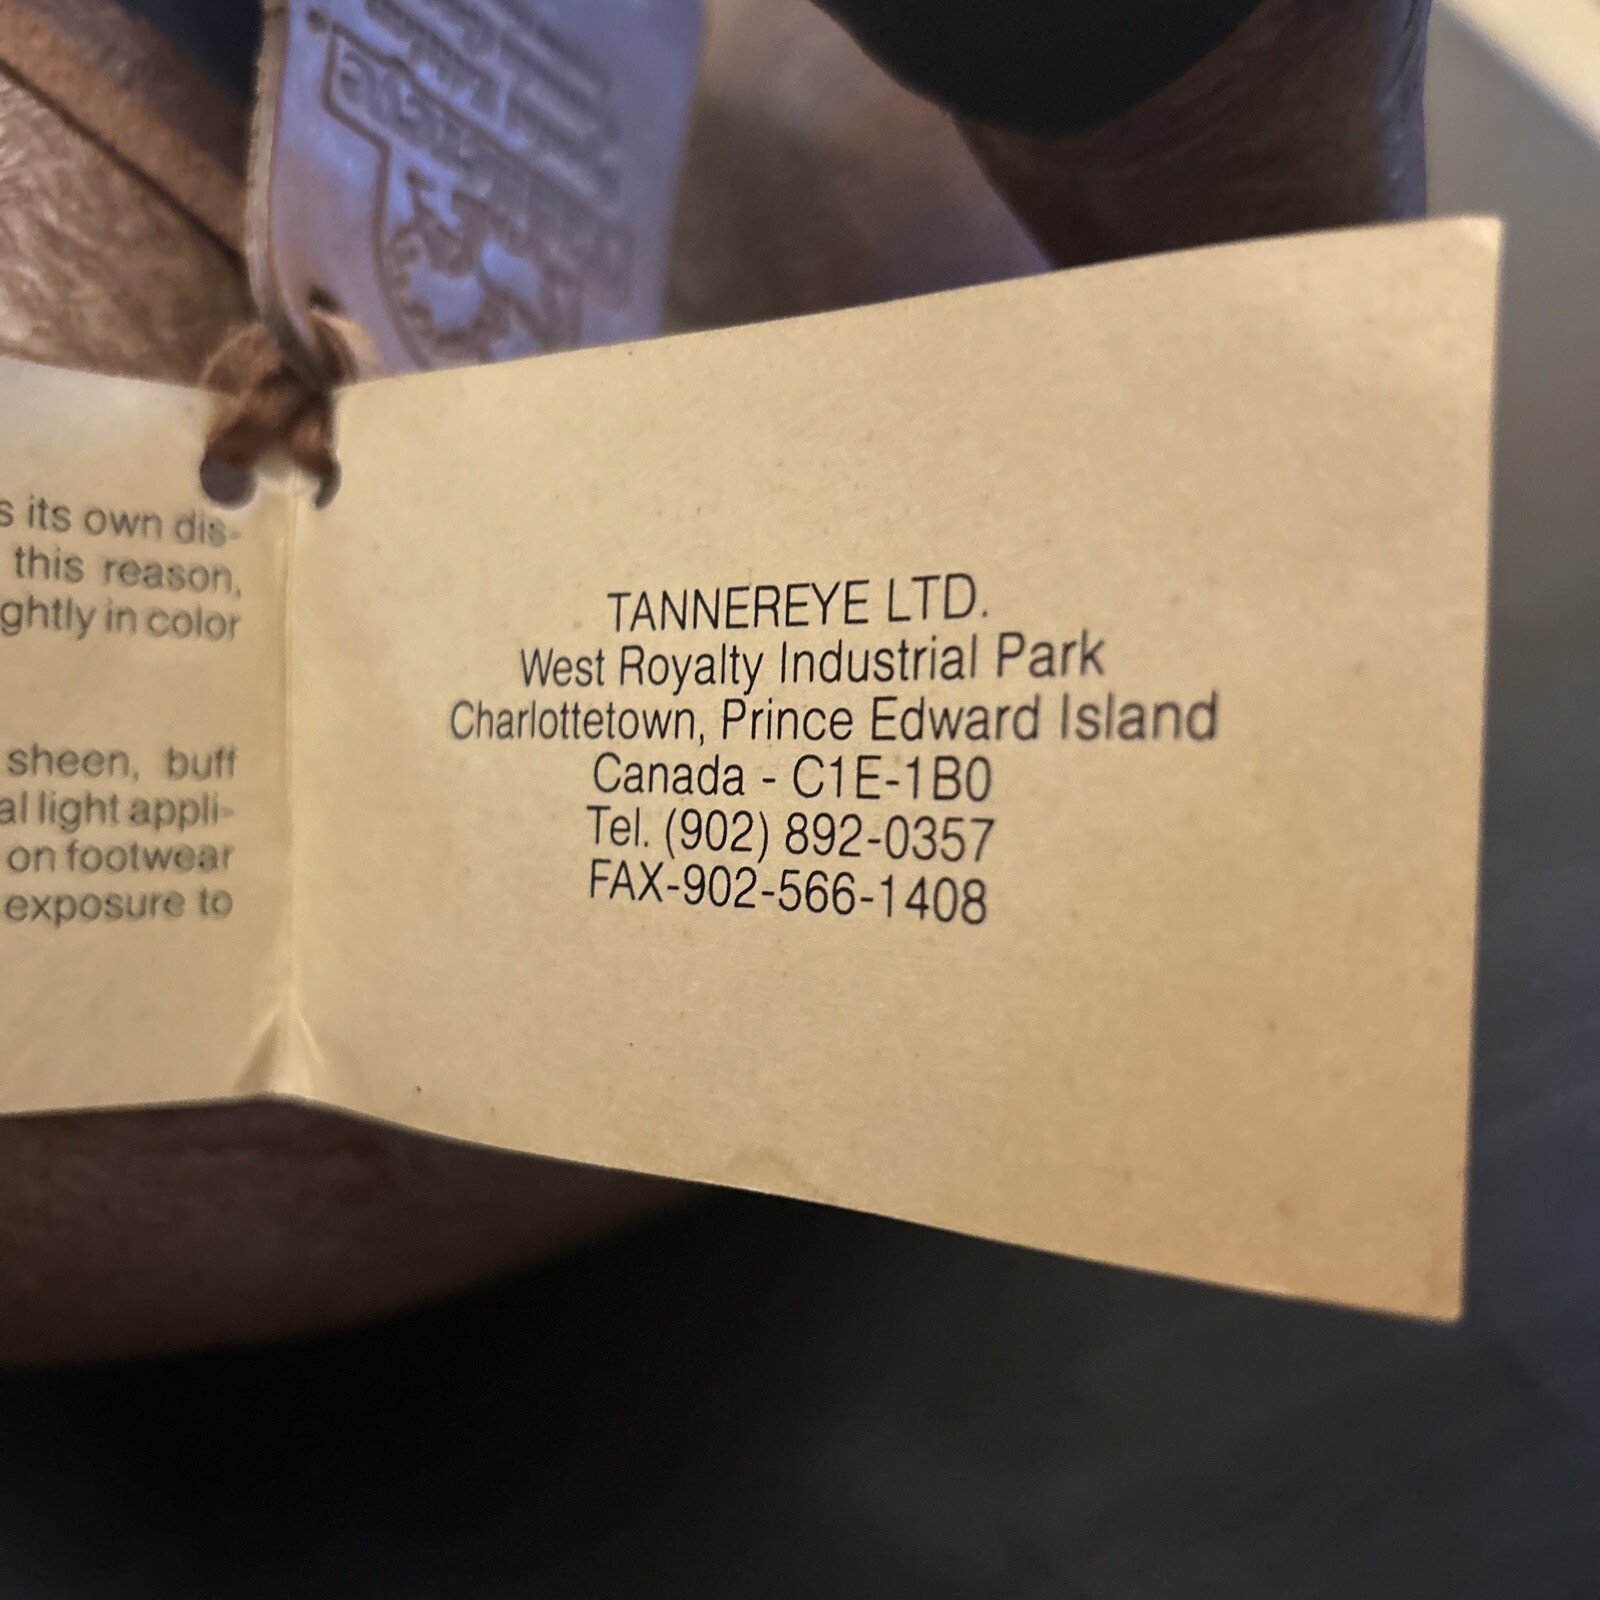 s its own dis-
this reason,
ghtly in color
sheen, buff
al light appli-
on footwear
exposure to
TANNEREYE LTD.
West Royalty Industrial Park
Charlottetown, Prince Edward Island
Canada - C1E-1B0
Tel. (902) 892-0357
FAX-902-566-1408